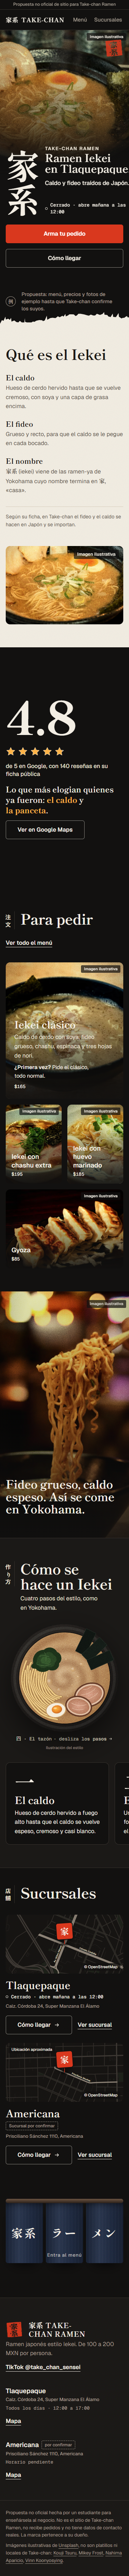 Propuesta no oficial de sitio para Take-chan Ramen
家系 TAKE-CHAN
Menú
Sucursales
Imagen ilustrativa
家系
TAKE-CHAN RAMEN
Ramen Iekei
en Tlaquepaque
Caldo y fideo traídos de Japón.
Cerrado · abre mañana a las
12:00
Arma tu pedido
Cómo llegar
Propuesta: menú, precios y fotos de
ejemplo hasta que Take-chan confirme
los suyos.
Qué es el Iekei
El caldo
Hueso de cerdo hervido hasta que se vuelve
cremoso, con soya y una capa de grasa
encima.
El fideo
Grueso y recto, para que el caldo se le pegue
en cada bocado.
El nombre
家系 (iekei) viene de las ramen-ya de
Yokohama cuyo nombre termina en 家,
«casa».
Según su ficha, en Take-chan el fideo y el caldo se
hacen en Japón y se importan.
Imagen ilustrativa
4.8
de 5 en Google, con 140 reseñas en su
ficha pública
Lo que más elogian quienes
ya fueron: el caldo y
la panceta.
Ver en Google Maps
注文
Para pedir
Ver todo el menú
Imagen ilustrativa
Iekei clásico
Caldo de cerdo con soya, fideo
grueso, chashu, espinaca y tres hojas
de nori.
¿Primera vez? Pide el clásico,
todo normal.
$165
Imagen ilustrativa
Iekei con
chashu extra
$195
Imagen ilustrativa
Iekei con
huevo
marinado
$185
Imagen ilustrativa
Gyoza
$85
Imagen ilustrativa
Fideo grueso, caldo
espeso. Así se come
en Yokohama.
作り方
Cómo se
hace un Iekei
Cuatro pasos del estilo, como
en Yokohama.
El tazón · desliza los pasos →
Ilustración del estilo
一
El caldo
Hueso de cerdo hervido a fuego
alto hasta que el caldo se vuelve
espeso, cremoso y casi blanco.
店舗
Sucursales
家
© OpenStreetMap
Tlaquepaque
Cerrado · abre mañana a las 12:00
Calz. Córdoba 24, Super Manzana El Álamo
Cómo llegar →
Ver sucursal
Ubicación aproximada
家
© OpenStreetMap
Americana
Sucursal por confirmar
Prisciliano Sánchez 1110, Americana
Cómo llegar →
Ver sucursal
家系
ラー
メン
Entra al menú
家系 TAKE-
CHAN RAMEN
Ramen japonés estilo Iekei. De 100 a 200
MXN por persona.
TikTok @take_chan_sensei
Tlaquepaque
Calz. Córdoba 24, Super Manzana El Álamo
Todos los días · 12:00 a 17:00
Mapa
Americana
por confirmar
Prisciliano Sánchez 1110, Americana
Horario pendiente
Mapa
Propuesta no oficial hecha por un estudiante para
enseñársela al negocio. No es el sitio de Take-chan
Ramen, no recibe pedidos y no tiene datos de contacto
reales. La marca pertenece a su dueño.
Imágenes ilustrativas de Unsplash, no son platillos ni
locales de Take-chan: